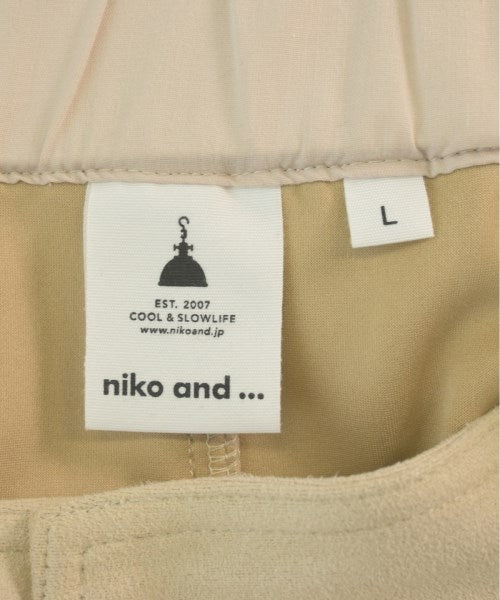 EST. 2007
COOL & SLOWLIFE
www.nikoand.jp
niko and ...
L